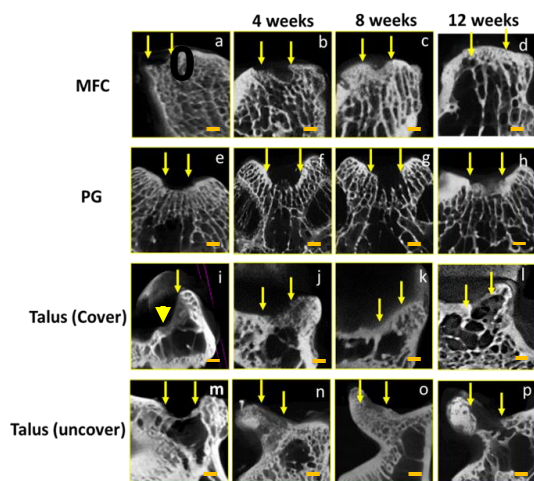 4 weeks 8 weeks 12 weeks
MFC a 0 b c d
PG e f g h
Talus (Cover) i j k l
Talus (uncover) m n o p